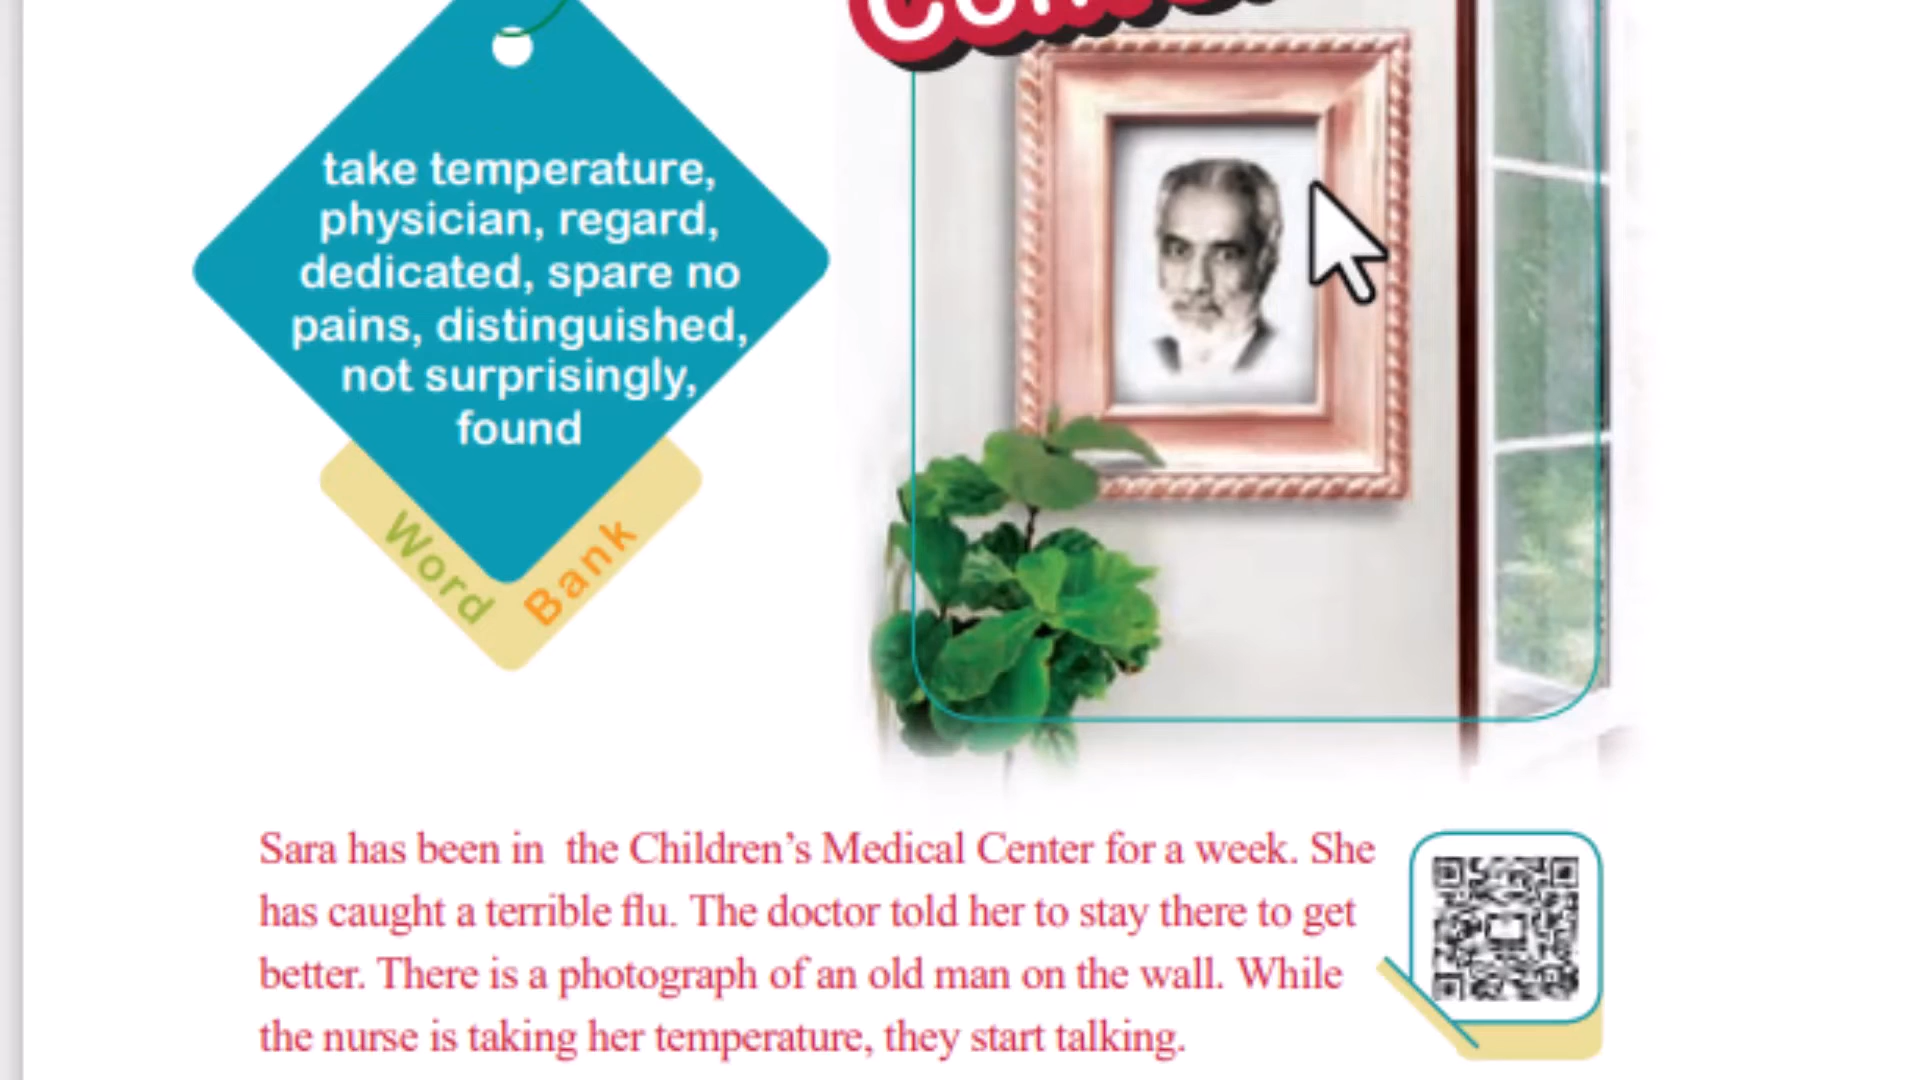 take temperature,
physician, regard,
dedicated, spare no
pains, distinguished,
not surprisingly,
found
Word Bank
Sara has been in the Children’s Medical Center for a week. She
has caught a terrible flu. The doctor told her to stay there to get
better. There is a photograph of an old man on the wall. While
the nurse is taking her temperature, they start talking.